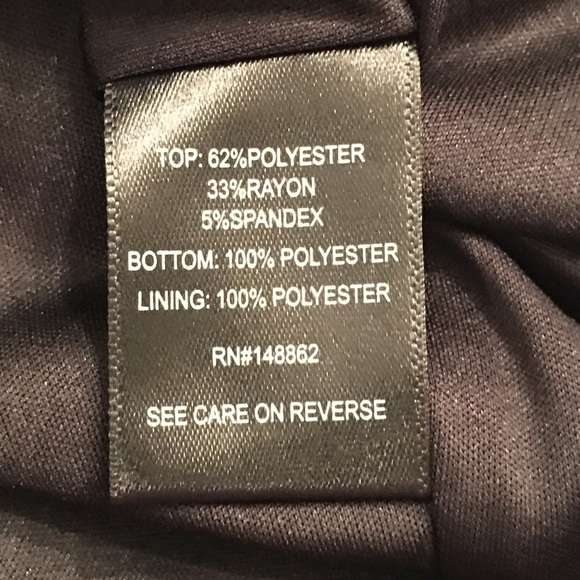 TOP: 62%POLYESTER
33%RAYON
5%SPANDEX
BOTTOM: 100% POLYESTER
LINING: 100% POLYESTER
RN#148862
SEE CARE ON REVERSE